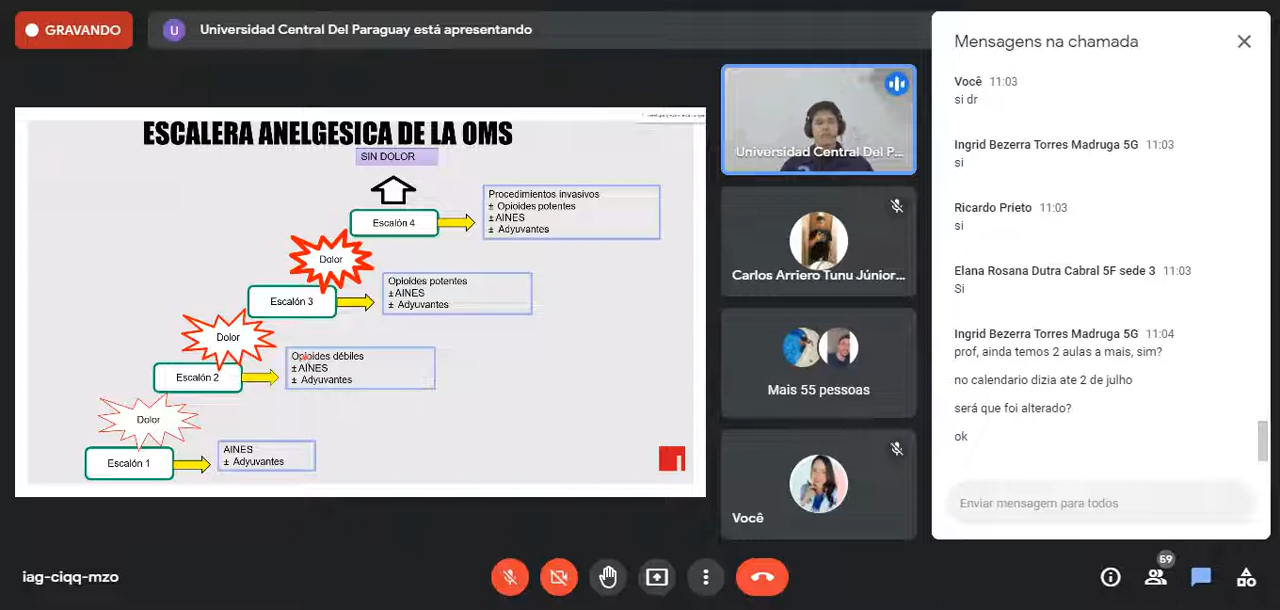 GRAVANDO
U
Universidad Central Del Paraguay está apresentando
ESCALERA ANELGESICA DE LA OMS
SIN DOLOR
Procedimientos invasivos
± Opioides potentes
±AINES
± Adyuvantes
Escalón 4
Dolor
Opioides potentes
±AINES
± Adyuvantes
Escalón 3
Dolor
Opioides débiles
±AINES
± Adyuvantes
Escalón 2
Dolor
AINES
± Adyuvantes
Escalón 1
Universidad Central Del P...
Carlos Arriero Tunu Júnior...
Mais 55 pessoas
Você
Mensagens na chamada
Você 11:03
si dr
Ingrid Bezerra Torres Madruga 5G 11:03
si
Ricardo Prieto 11:03
si
Elana Rosana Dutra Cabral 5F sede 3 11:03
Si
Ingrid Bezerra Torres Madruga 5G 11:04
prof, ainda temos 2 aulas a mais, sim?
no calendario dizia ate 2 de julho
será que foi alterado?
ok
Enviar mensagem para todos
iag-ciqq-mzo
59